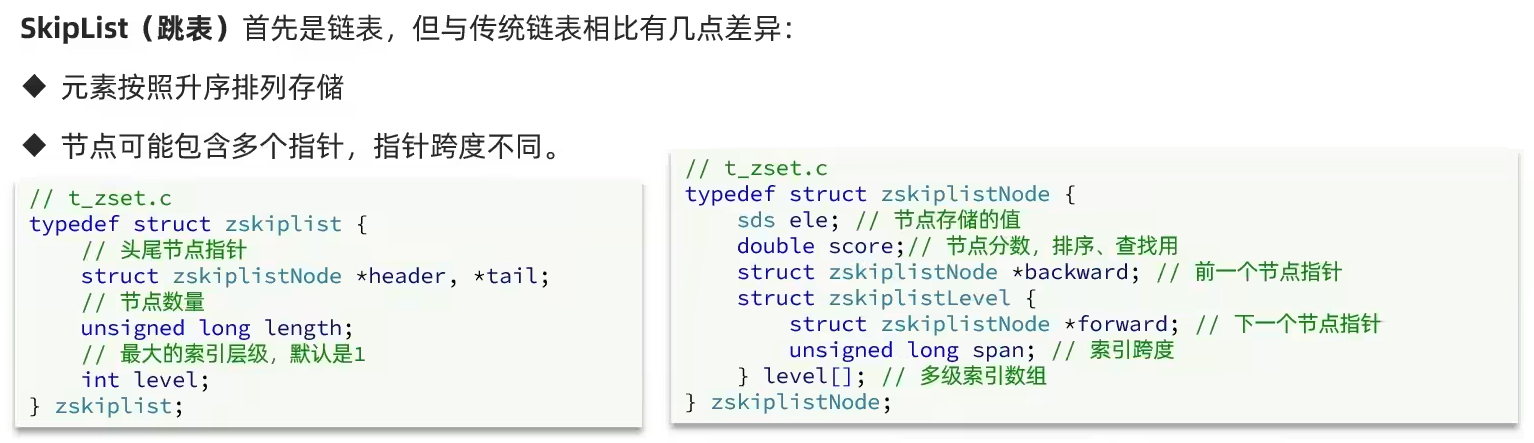 SkipList（跳表）首先是链表，但与传统链表相比有几点差异：
◆ 元素按照升序排列存储
◆ 节点可能包含多个指针，指针跨度不同。
// t_zset.c
typedef struct zskiplist {
    // 头尾节点指针
    struct zskiplistNode *header, *tail;
    // 节点数量
    unsigned long length;
    // 最大的索引层级，默认是1
    int level;
} zskiplist;
// t_zset.c
typedef struct zskiplistNode {
    sds ele; // 节点存储的值
    double score;// 节点分数，排序、查找用
    struct zskiplistNode *backward; // 前一个节点指针
    struct zskiplistLevel {
        struct zskiplistNode *forward; // 下一个节点指针
        unsigned long span; // 索引跨度
    } level[]; // 多级索引数组
} zskiplistNode;